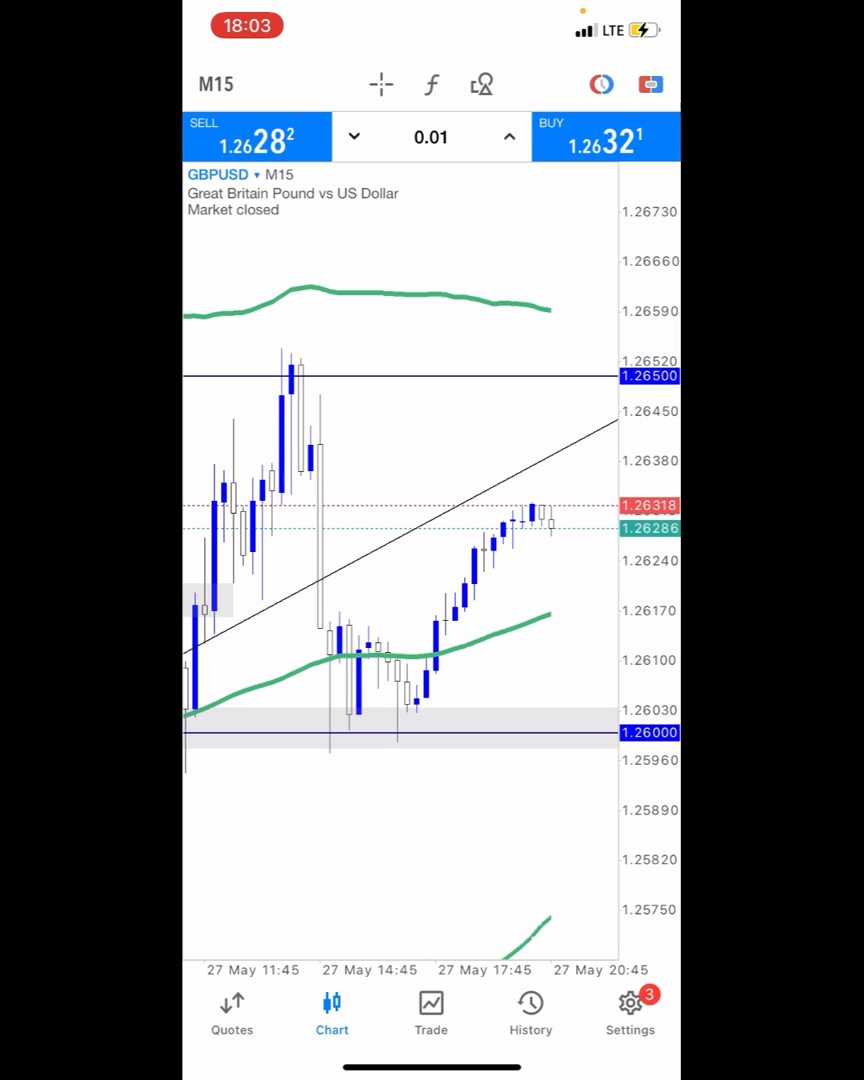 18:03
LTE
M15
SELL
1.26282
0.01
BUY
1.26321
GBPUSD ▾ M15
Great Britain Pound vs US Dollar
Market closed
1.26730
1.26660
1.26590
1.26520
1.26500
1.26450
1.26380
1.26318
1.26286
1.26240
1.26170
1.26100
1.26030
1.26000
1.25960
1.25890
1.25820
1.25750
27 May 11:45 27 May 14:45 27 May 17:45 27 May 20:45
3
Quotes Chart Trade History Settings